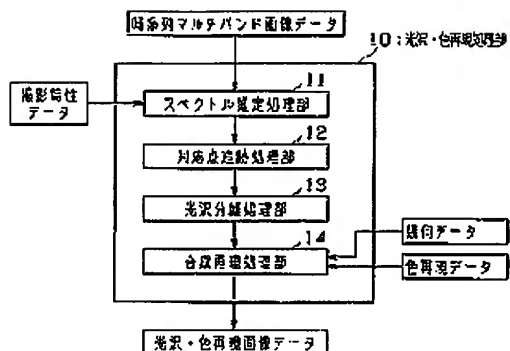 時系列マルチバンド画像データ
10:光沢・色再現処理部
撮影特性
データ
11
スペクトル推定処理部
12
対応点追跡処理部
13
光沢分離処理部
14
合成再現処理部
幾何データ
色再現データ
光沢・色再現画像データ